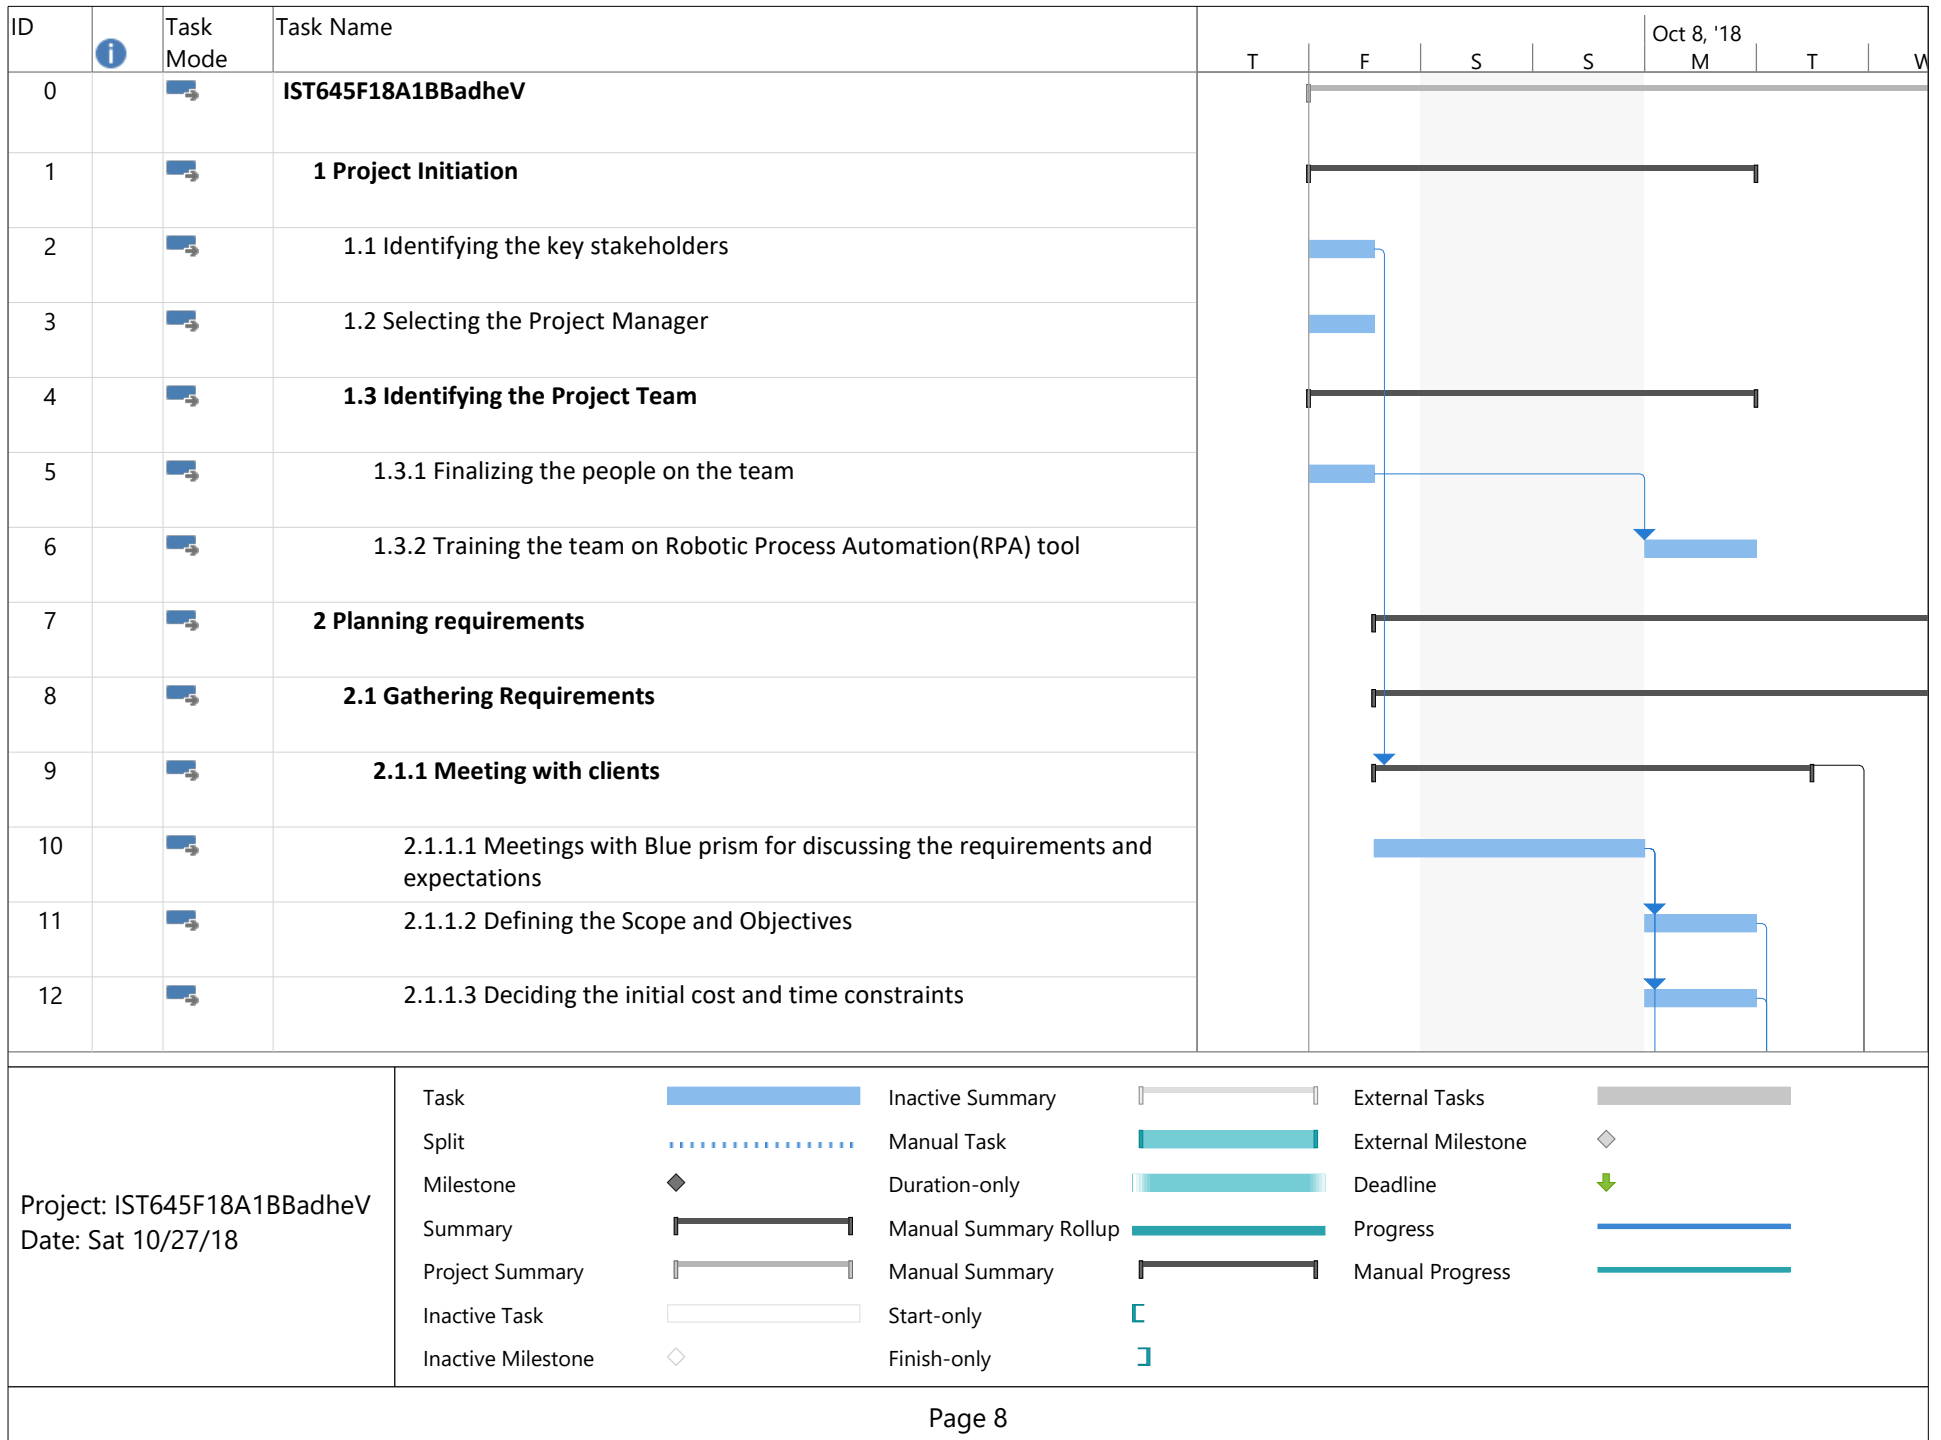 ID
Task Mode
Task Name
Oct 8, '18
T F S S M T W
0 IST645F18A1BBadheV
1 1 Project Initiation
2 1.1 Identifying the key stakeholders
3 1.2 Selecting the Project Manager
4 1.3 Identifying the Project Team
5 1.3.1 Finalizing the people on the team
6 1.3.2 Training the team on Robotic Process Automation(RPA) tool
7 2 Planning requirements
8 2.1 Gathering Requirements
9 2.1.1 Meeting with clients
10 2.1.1.1 Meetings with Blue prism for discussing the requirements and
expectations
11 2.1.1.2 Defining the Scope and Objectives
12 2.1.1.3 Deciding the initial cost and time constraints
Project: IST645F18A1BBadheV
Date: Sat 10/27/18
Task
Split
Milestone
Summary
Project Summary
Inactive Task
Inactive Milestone
Inactive Summary
Manual Task
Duration-only
Manual Summary Rollup
Manual Summary
Start-only
Finish-only
External Tasks
External Milestone
Deadline
Progress
Manual Progress
Page 8